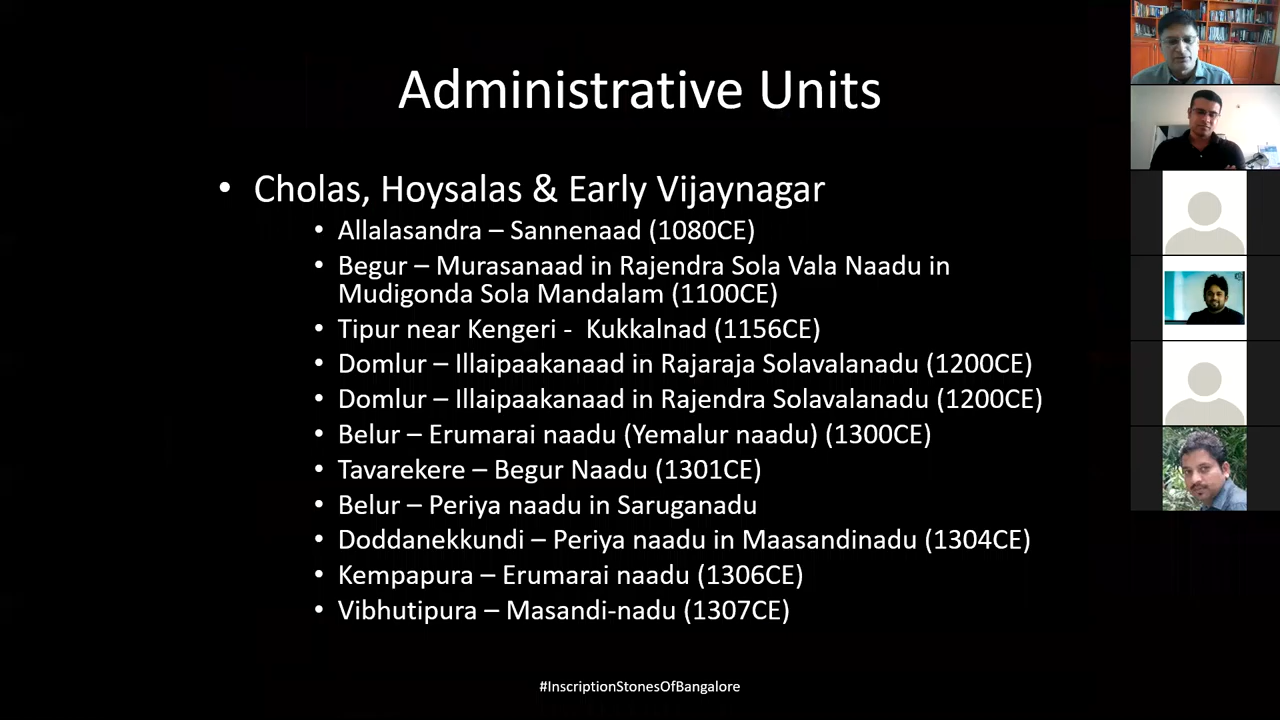 Administrative Units
• Cholas, Hoysalas & Early Vijaynagar
• Allalasandra – Sannenaad (1080CE)
• Begur – Murasanaad in Rajendra Sola Vala Naadu in
Mudigonda Sola Mandalam (1100CE)
• Tipur near Kengeri - Kukkalnad (1156CE)
• Domlur – Illaipaakanaad in Rajaraja Solavalanadu (1200CE)
• Domlur – Illaipaakanaad in Rajendra Solavalanadu (1200CE)
• Belur – Erumarai naadu (Yemalur naadu) (1300CE)
• Tavarekere – Begur Naadu (1301CE)
• Belur – Periya naadu in Saruganadu
• Doddanekkundi – Periya naadu in Maasandinadu (1304CE)
• Kempapura – Erumarai naadu (1306CE)
• Vibhutipura – Masandi-nadu (1307CE)
#InscriptionStonesOfBangalore